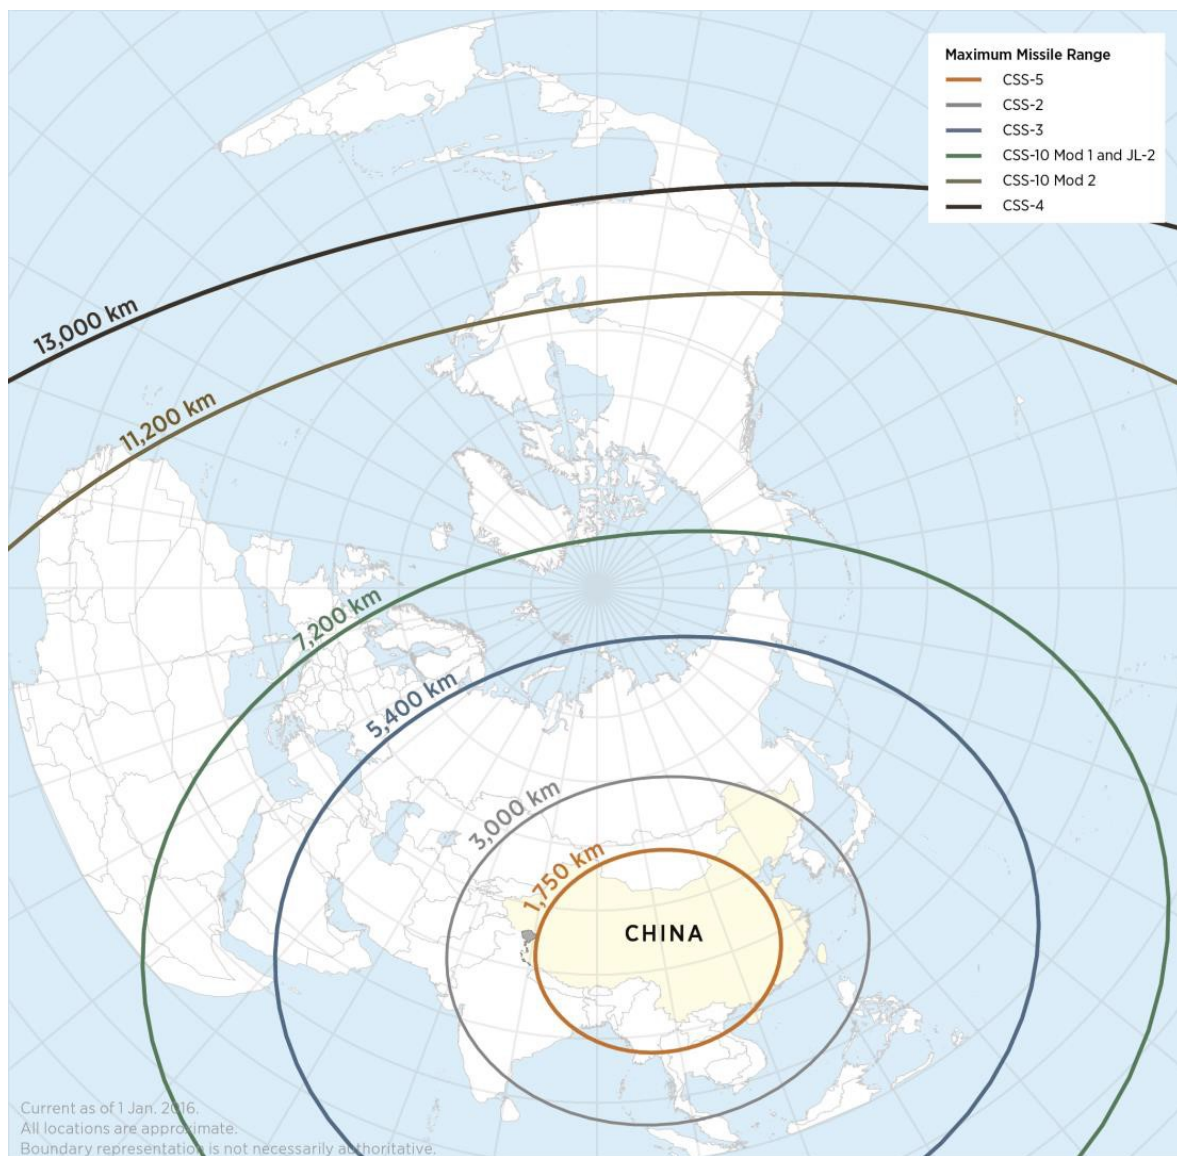 Maximum Missile Range
CSS-5
CSS-2
CSS-3
CSS-10 Mod 1 and JL-2
CSS-10 Mod 2
CSS-4
13,000 km
11,200 km
7,200 km
5,400 km
3,000 km
1,750 km
CHINA
Current as of 1 Jan. 2016.
All locations are approximate.
Boundary representation is not necessarily authoritative.